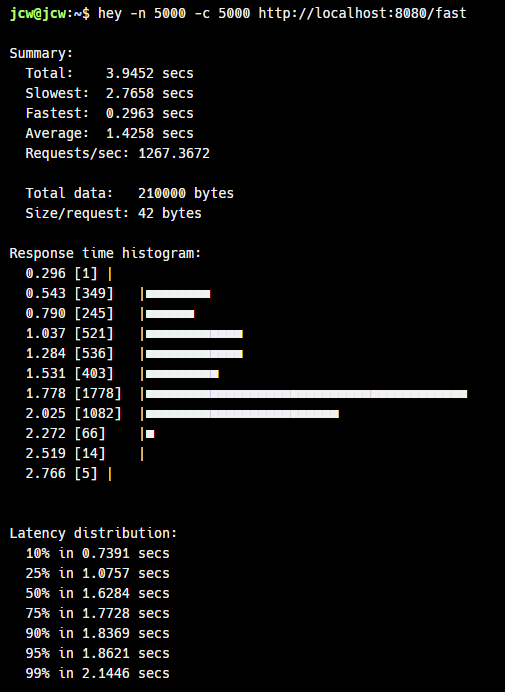 jcw@jcw:~$ hey -n 5000 -c 5000 http://localhost:8080/fast
Summary:
Total: 3.9452 secs
Slowest: 2.7658 secs
Fastest: 0.2963 secs
Average: 1.4258 secs
Requests/sec: 1267.3672
Total data: 210000 bytes
Size/request: 42 bytes
Response time histogram:
0.296 [1] |
0.543 [349] |■■■■■■■■
0.790 [245] |■■■■■■
1.037 [521] |■■■■■■■■■■■■
1.284 [536] |■■■■■■■■■■■■
1.531 [403] |■■■■■■■■■
1.778 [1778] |■■■■■■■■■■■■■■■■■■■■■■■■■■■■■■■■■■■■■■■■
2.025 [1082] |■■■■■■■■■■■■■■■■■■■■■■■■
2.272 [66] |■
2.519 [14] |
2.766 [5] |
Latency distribution:
10% in 0.7391 secs
25% in 1.0757 secs
50% in 1.6284 secs
75% in 1.7728 secs
90% in 1.8369 secs
95% in 1.8621 secs
99% in 2.1446 secs